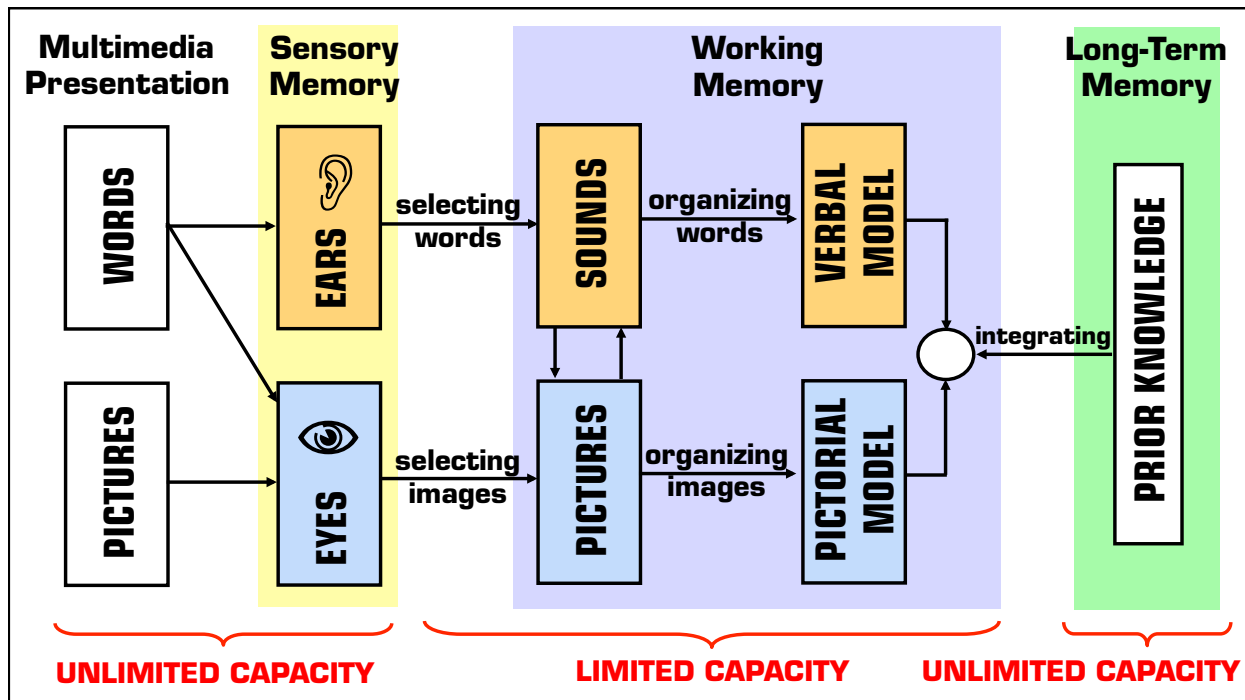 Multimedia
Presentation
Sensory
Memory
Working
Memory
Long-Term
Memory
WORDS
EARS
selecting
words
SOUNDS
organizing
words
VERBAL
MODEL
integrating
PRIOR KNOWLEDGE
PICTURES
EYES
selecting
images
PICTURES
organizing
images
PICTORIAL
MODEL
UNLIMITED CAPACITY
LIMITED CAPACITY
UNLIMITED CAPACITY